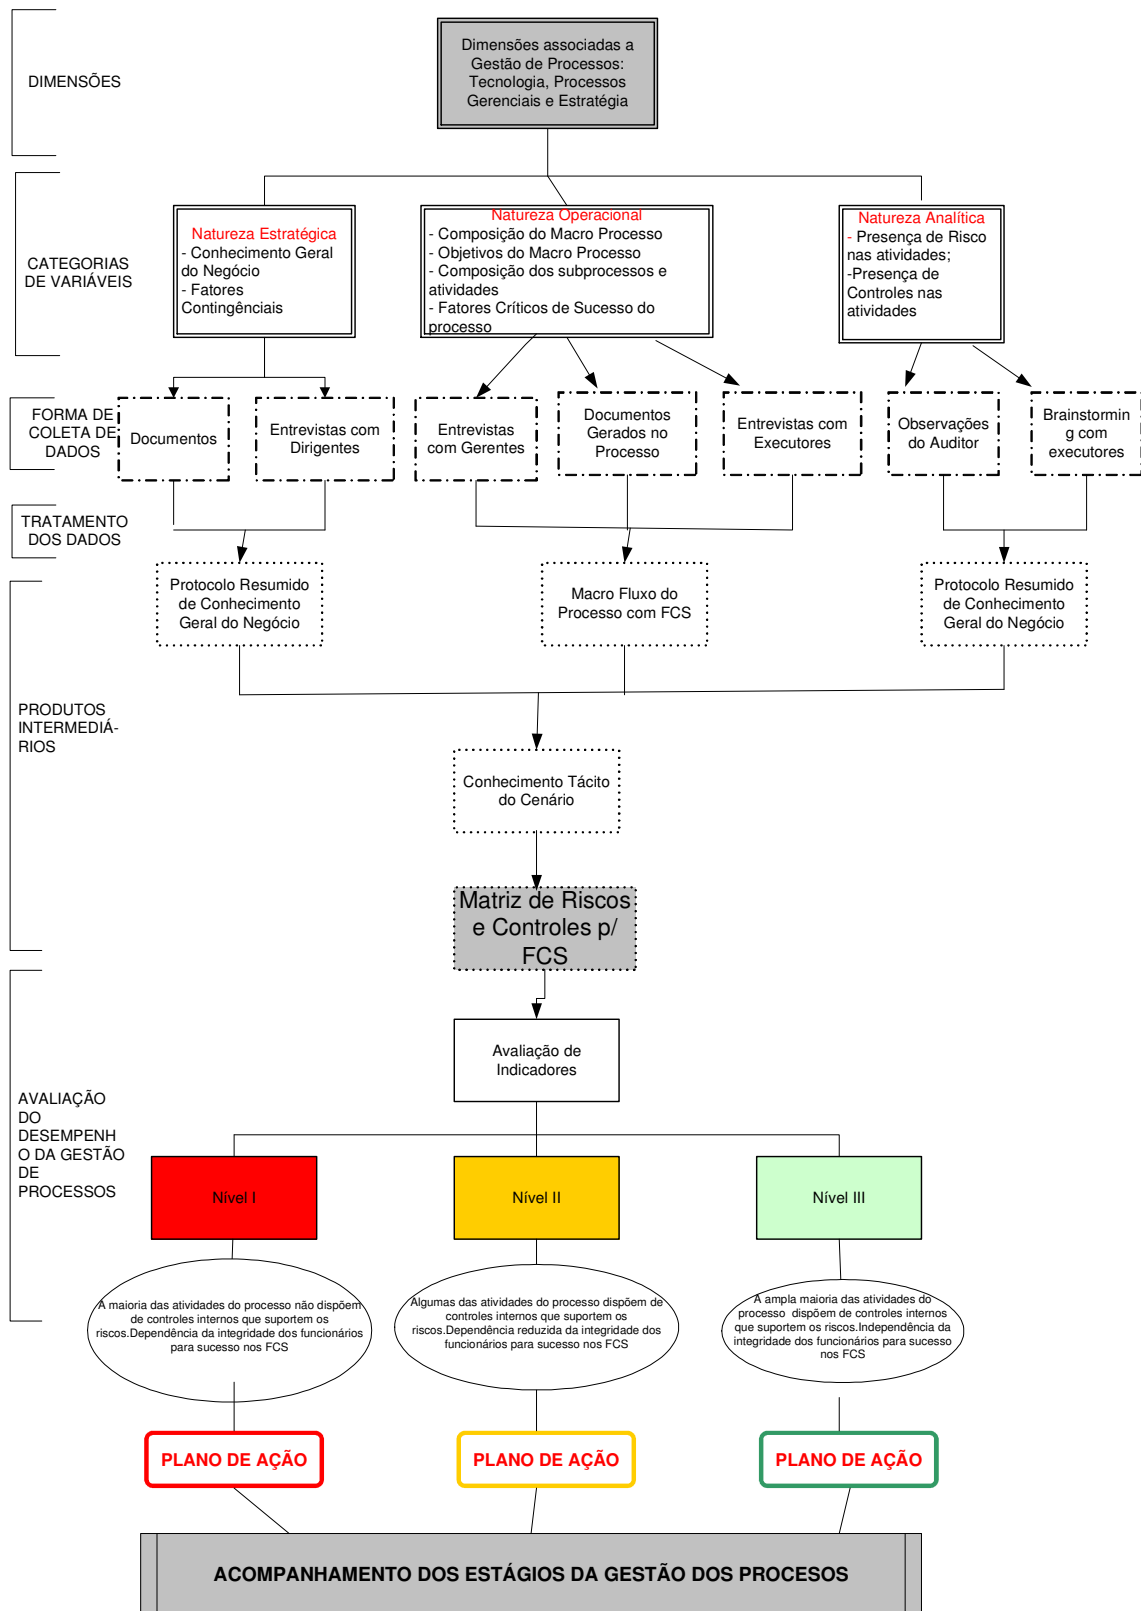 DIMENSÕES
Dimensões associadas a
Gestão de Processos:
Tecnologia, Processos
Gerenciais e Estratégia
CATEGORIAS
DE VARIÁVEIS
Natureza Estratégica
- Conhecimento Geral
do Negócio
- Fatores
Contingênciais
Natureza Operacional
- Composição do Macro Processo
- Objetivos do Macro Processo
- Composição dos subprocessos e
atividades
- Fatores Críticos de Sucesso do
processo
Natureza Analítica
- Presença de Risco
nas atividades;
-Presença de
Controles nas
atividades
FORMA DE
COLETA DE
DADOS
Documentos
Entrevistas com
Dirigentes
Entrevistas
com Gerentes
Documentos
Gerados no
Processo
Entrevistas com
Executores
Observações
do Auditor
Brainstormin
g com
executores
TRATAMENTO
DOS DADOS
PRODUTOS
INTERMEDIÁ-
RIOS
Protocolo Resumido
de Conhecimento
Geral do Negócio
Macro Fluxo do
Processo com FCS
Protocolo Resumido
de Conhecimento
Geral do Negócio
Conhecimento Tácito
do Cenário
Matriz de Riscos
e Controles p/
FCS
AVALIAÇÃO
DO
DESEMPENH
O DA GESTÃO
DE
PROCESSOS
Avaliação de
Indicadores
Nível I
Nível II
Nível III
A maioria das atividades do processo não dispõem
de controles internos que suportem os
riscos.Dependência da integridade dos funcionários
para sucesso nos FCS
Algumas das atividades do processo dispõem de
controles internos que suportem os
riscos.Dependência reduzida da integridade dos
funcionários para sucesso nos FCS
A ampla maioria das atividades do
processo dispõem de controles internos
que suportem os riscos.Independência da
integridade dos funcionários para sucesso
nos FCS
PLANO DE AÇÃO
PLANO DE AÇÃO
PLANO DE AÇÃO
ACOMPANHAMENTO DOS ESTÁGIOS DA GESTÃO DOS PROCESOS